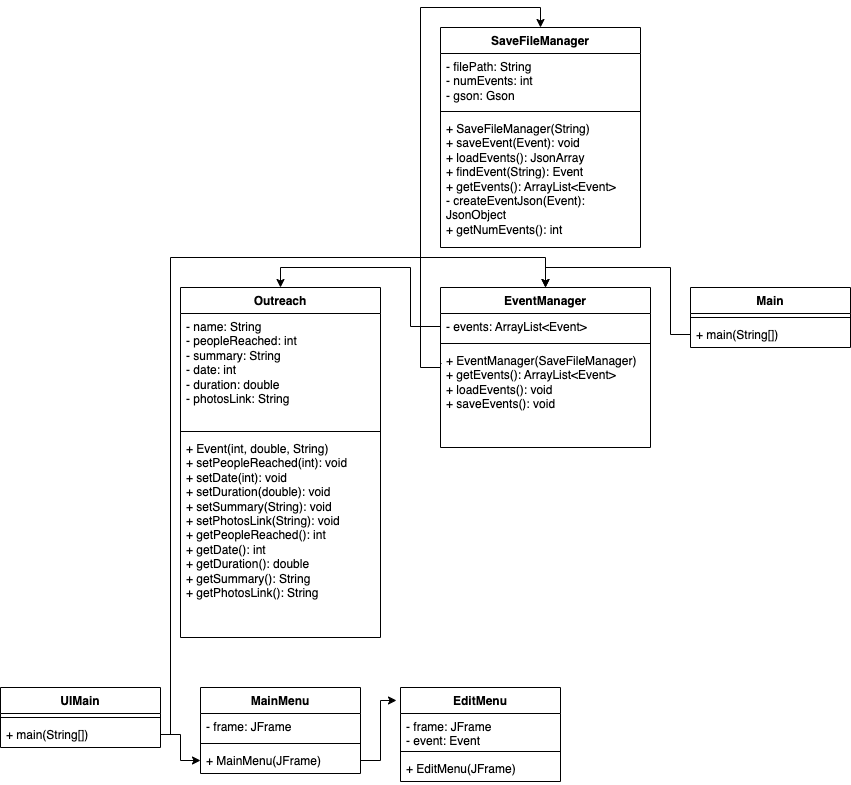 SaveFileManager
- filePath: String
- numEvents: int
- gson: Gson
+ SaveFileManager(String)
+ saveEvent(Event): void
+ loadEvents(): JsonArray
+ findEvent(String): Event
+ getEvents(): ArrayList<Event>
- createEventJson(Event):
JsonObject
+ getNumEvents(): int
Outreach
- name: String
- peopleReached: int
- summary: String
- date: int
- duration: double
- photosLink: String
+ Event(int, double, String)
+ setPeopleReached(int): void
+ setDate(int): void
+ setDuration(double): void
+ setSummary(String): void
+ setPhotosLink(String): void
+ getPeopleReached(): int
+ getDate(): int
+ getDuration(): double
+ getSummary(): String
+ getPhotosLink(): String
EventManager
- events: ArrayList<Event>
+ EventManager(SaveFileManager)
+ getEvents(): ArrayList<Event>
+ loadEvents(): void
+ saveEvents(): void
Main
+ main(String[])
UIMain
+ main(String[])
MainMenu
- frame: JFrame
+ MainMenu(JFrame)
EditMenu
- frame: JFrame
- event: Event
+ EditMenu(JFrame)